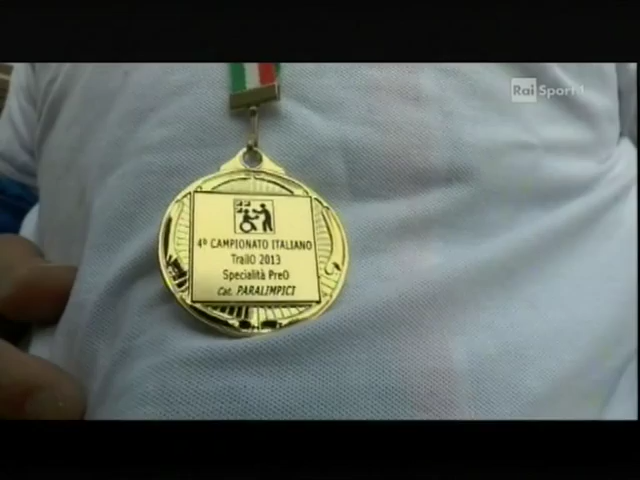 Rai Sport 1
4° CAMPIONATO ITALIANO
TrailO 2013
Specialità PreO
Cat. PARALIMPICI